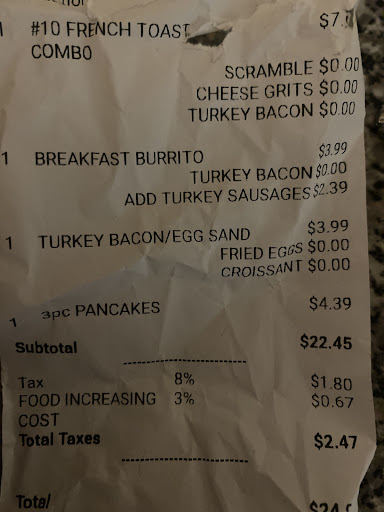 1 #10 FRENCH TOAST $7.
COMBO
SCRAMBLE $0.00
CHEESE GRITS $0.00
TURKEY BACON $0.00
1 BREAKFAST BURRITO $3.99
TURKEY BACON $0.00
ADD TURKEY SAUSAGES $2.39
1 TURKEY BACON/EGG SAND $3.99
FRIED EGGS $0.00
CROISSANT $0.00
1 3pc PANCAKES $4.39
Subtotal $22.45
Tax 8% $1.80
FOOD INCREASING 3% $0.67
COST
Total Taxes $2.47
Total $24.